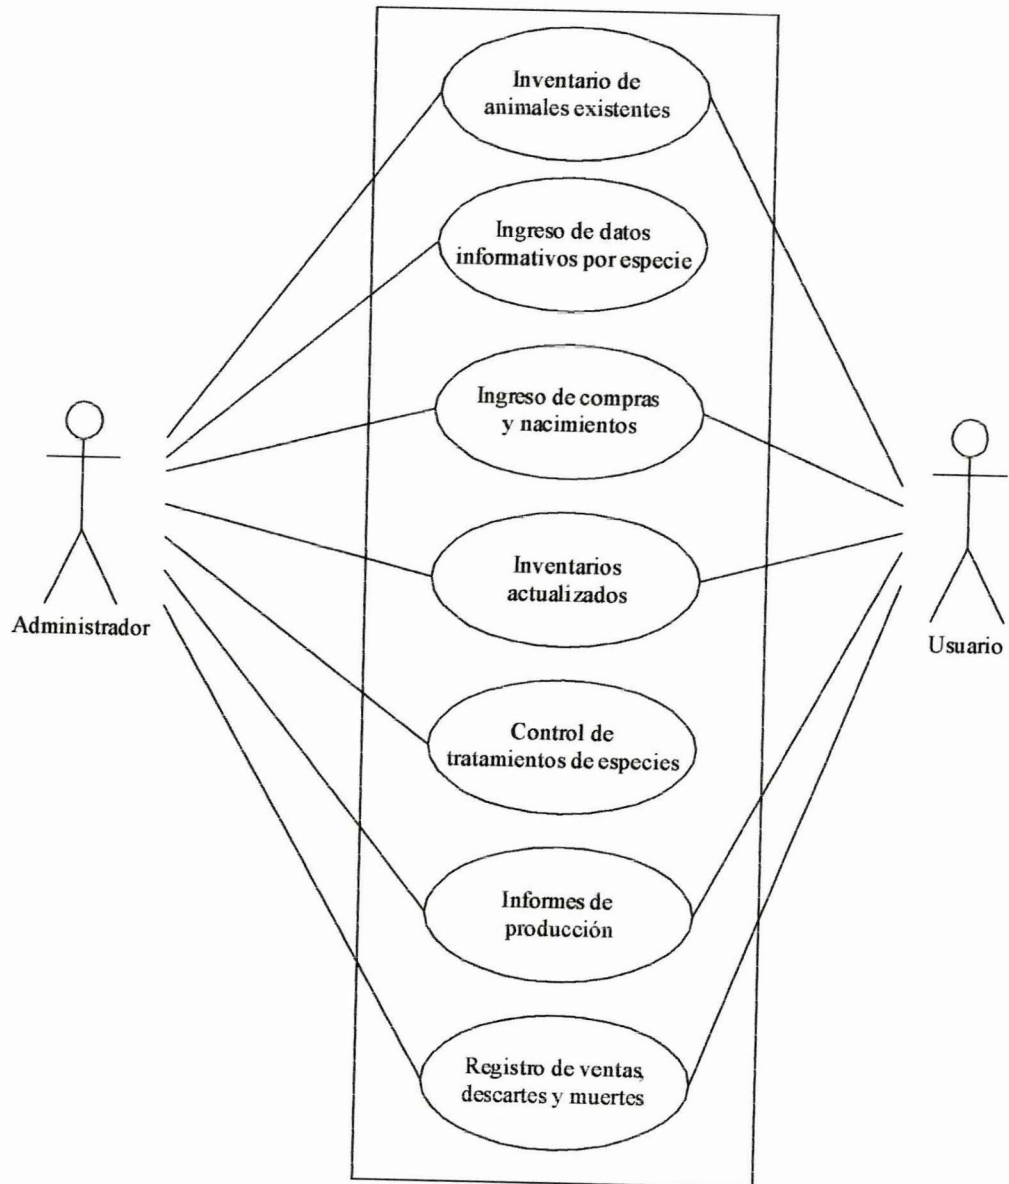 Inventario de
animales existentes
Ingreso de datos
informativos por especie
Ingreso de compras
y nacimientos
Administrador
Inventarios
actualizados
Usuario
Control de
tratamientos de especies
Informes de
producción
Registro de ventas,
descartes y muertes